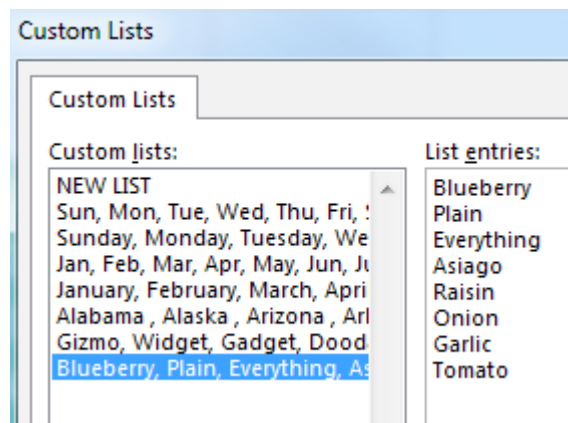 Custom Lists
Custom Lists
Custom lists:
NEW LIST
Sun, Mon, Tue, Wed, Thu, Fri,
Sunday, Monday, Tuesday, We
Jan, Feb, Mar, Apr, May, Jun, Ju
January, February, March, Apri
Alabama , Alaska , Arizona , Arl
Gizmo, Widget, Gadget, Dood
Blueberry, Plain, Everything, As
List entries:
Blueberry
Plain
Everything
Asiago
Raisin
Onion
Garlic
Tomato